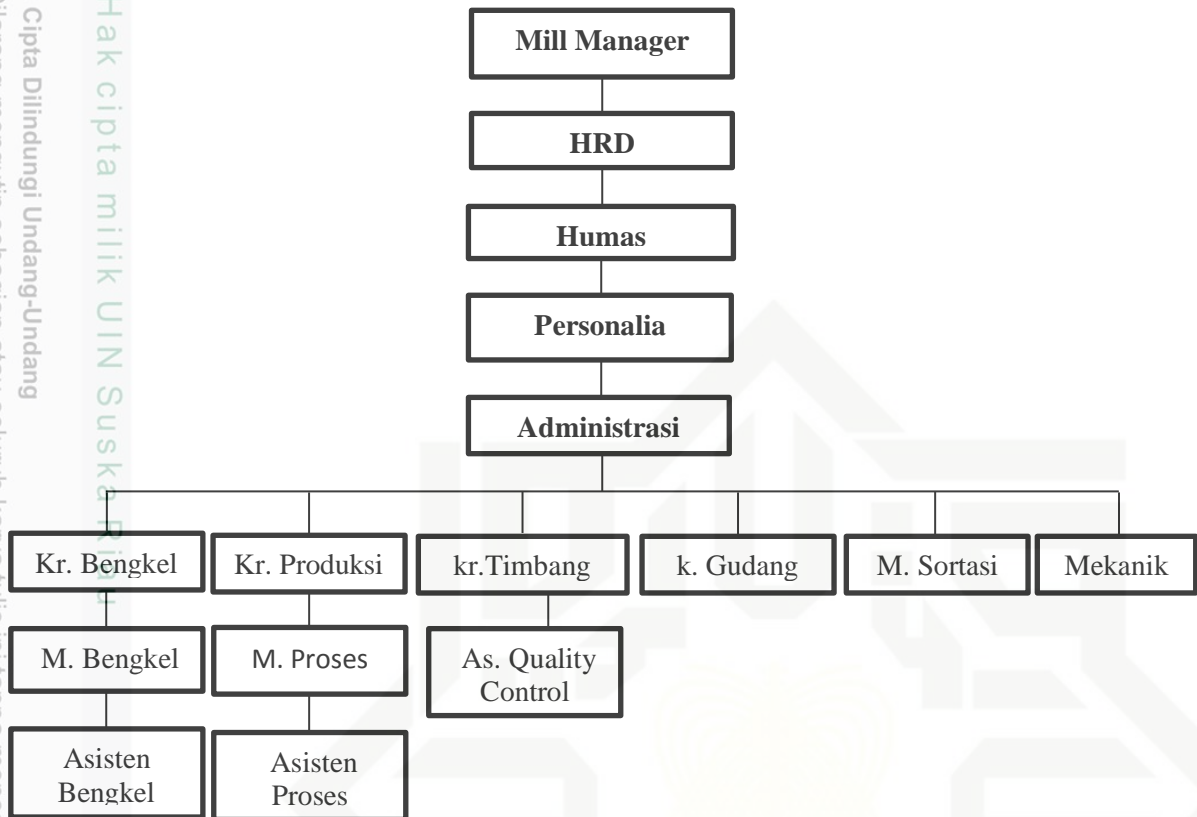 Mill Manager
HRD
Humas
Personalia
Administrasi
Kr. Bengkel
Kr. Produksi
kr.Timbang
k. Gudang
M. Sortasi
Mekanik
M. Bengkel
M. Proses
As. Quality
Control
Asisten
Bengkel
Asisten
Proses
Hak cipta milik UIN Suska Riau
Cipta Dilindungi Undang-Undang